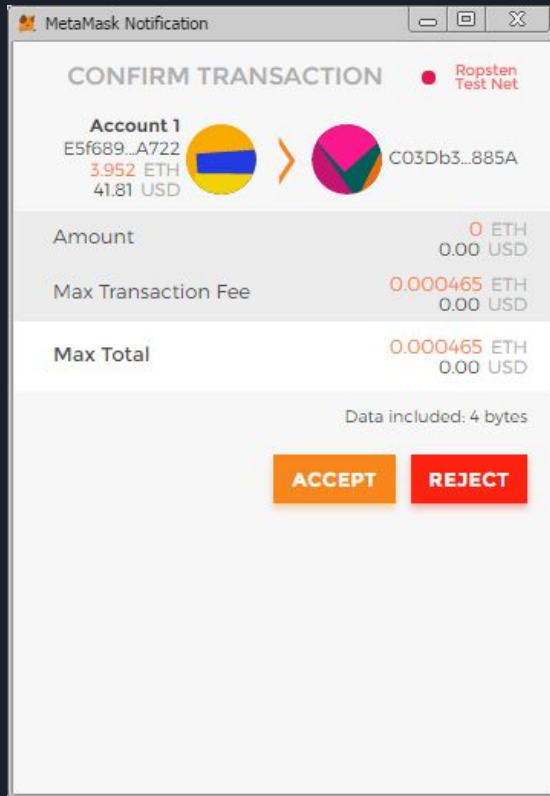 MetaMask Notification
CONFIRM TRANSACTION
Ropsten
Test Net
Account 1
E5f689...A722
3.952 ETH
41.81 USD
C03Db3...885A
Amount
0 ETH
0.00 USD
Max Transaction Fee
0.000465 ETH
0.00 USD
Max Total
0.000465 ETH
0.00 USD
Data included: 4 bytes
ACCEPT
REJECT